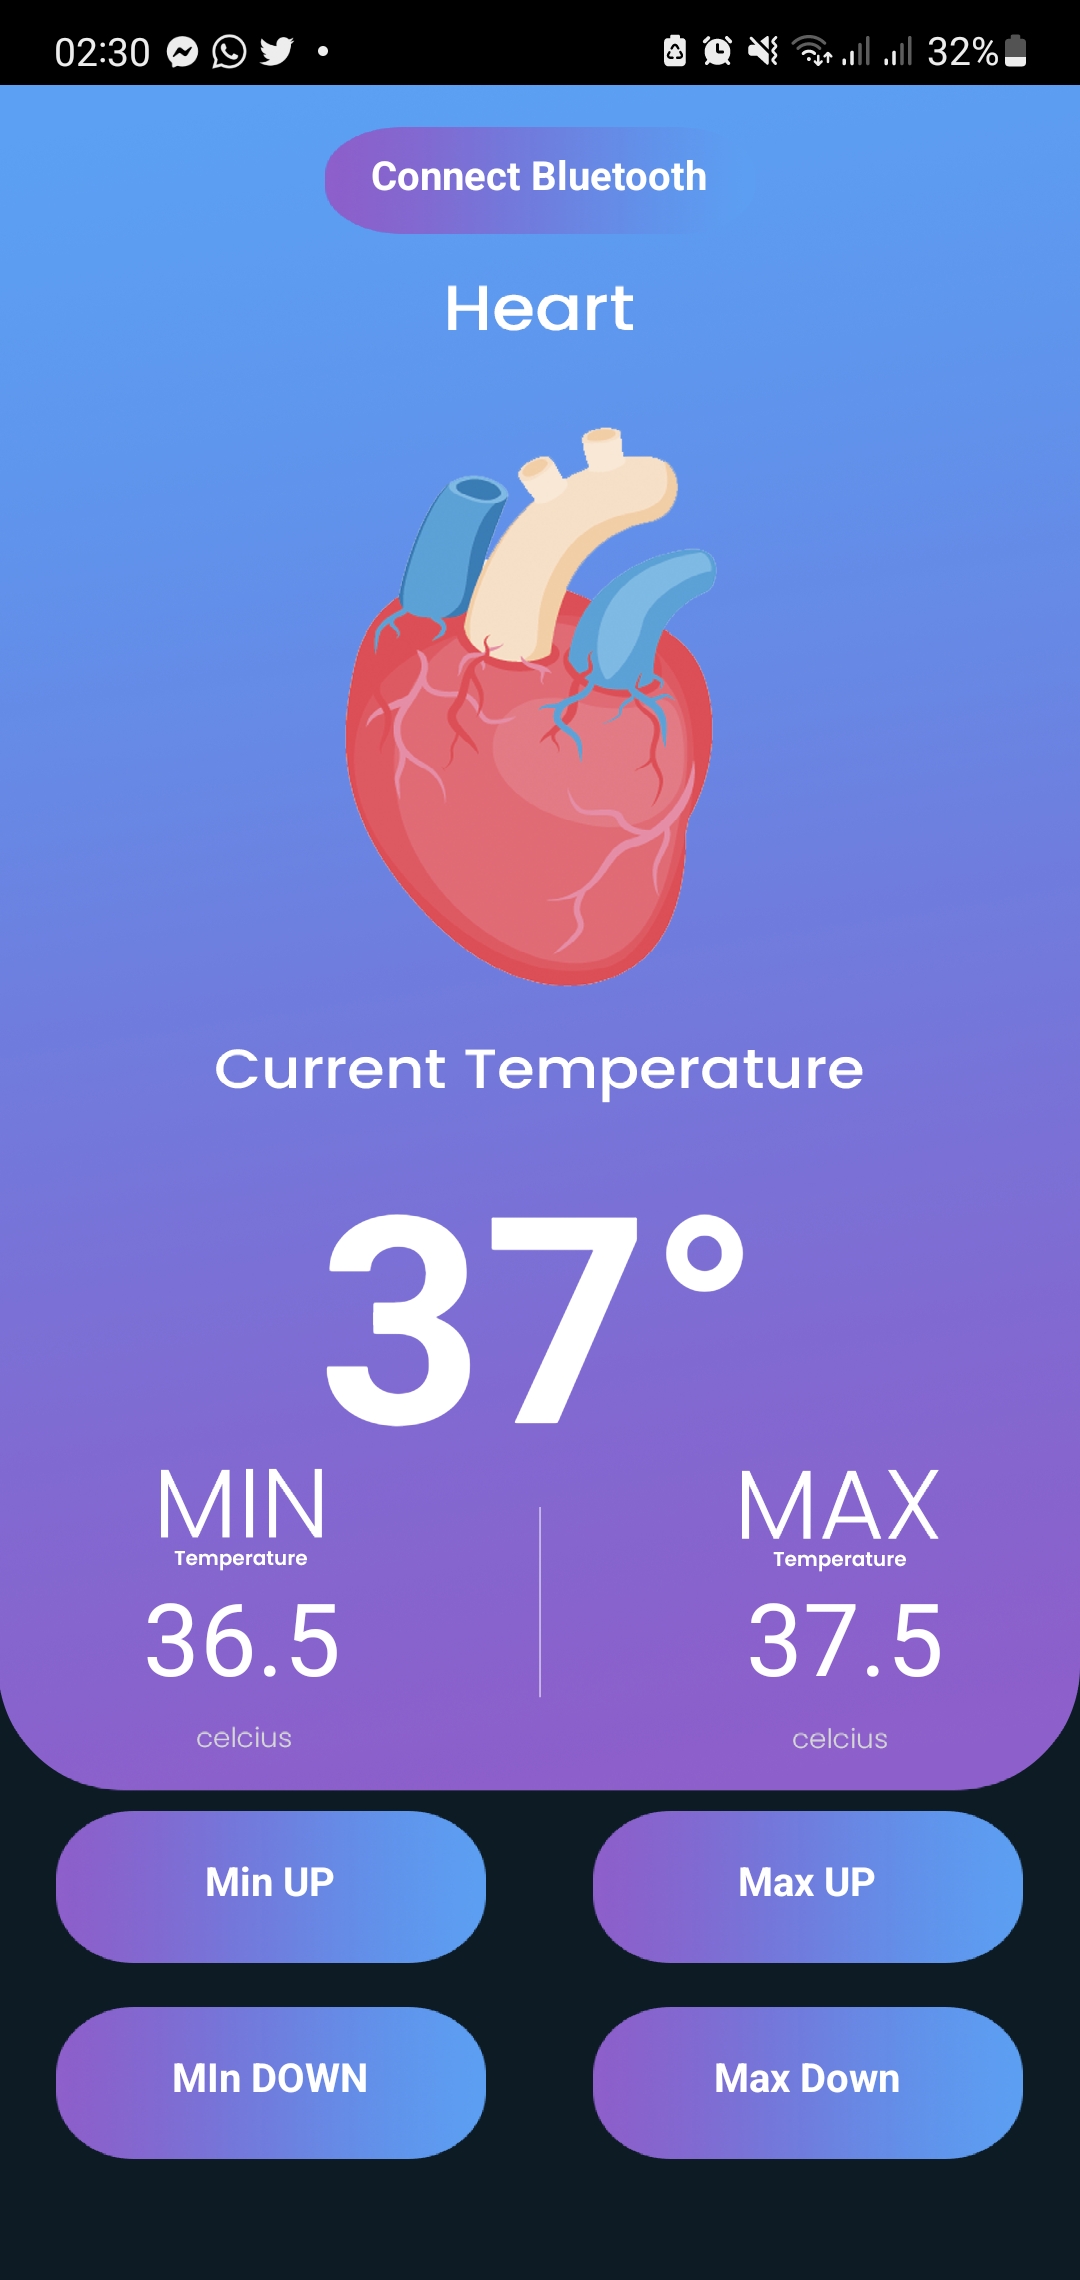 02:30 32%
Connect Bluetooth
Heart
Current Temperature
37°
MIN MAX
Temperature Temperature
36.5 37.5
celcius celcius
Min UP Max UP
MIn DOWN Max Down